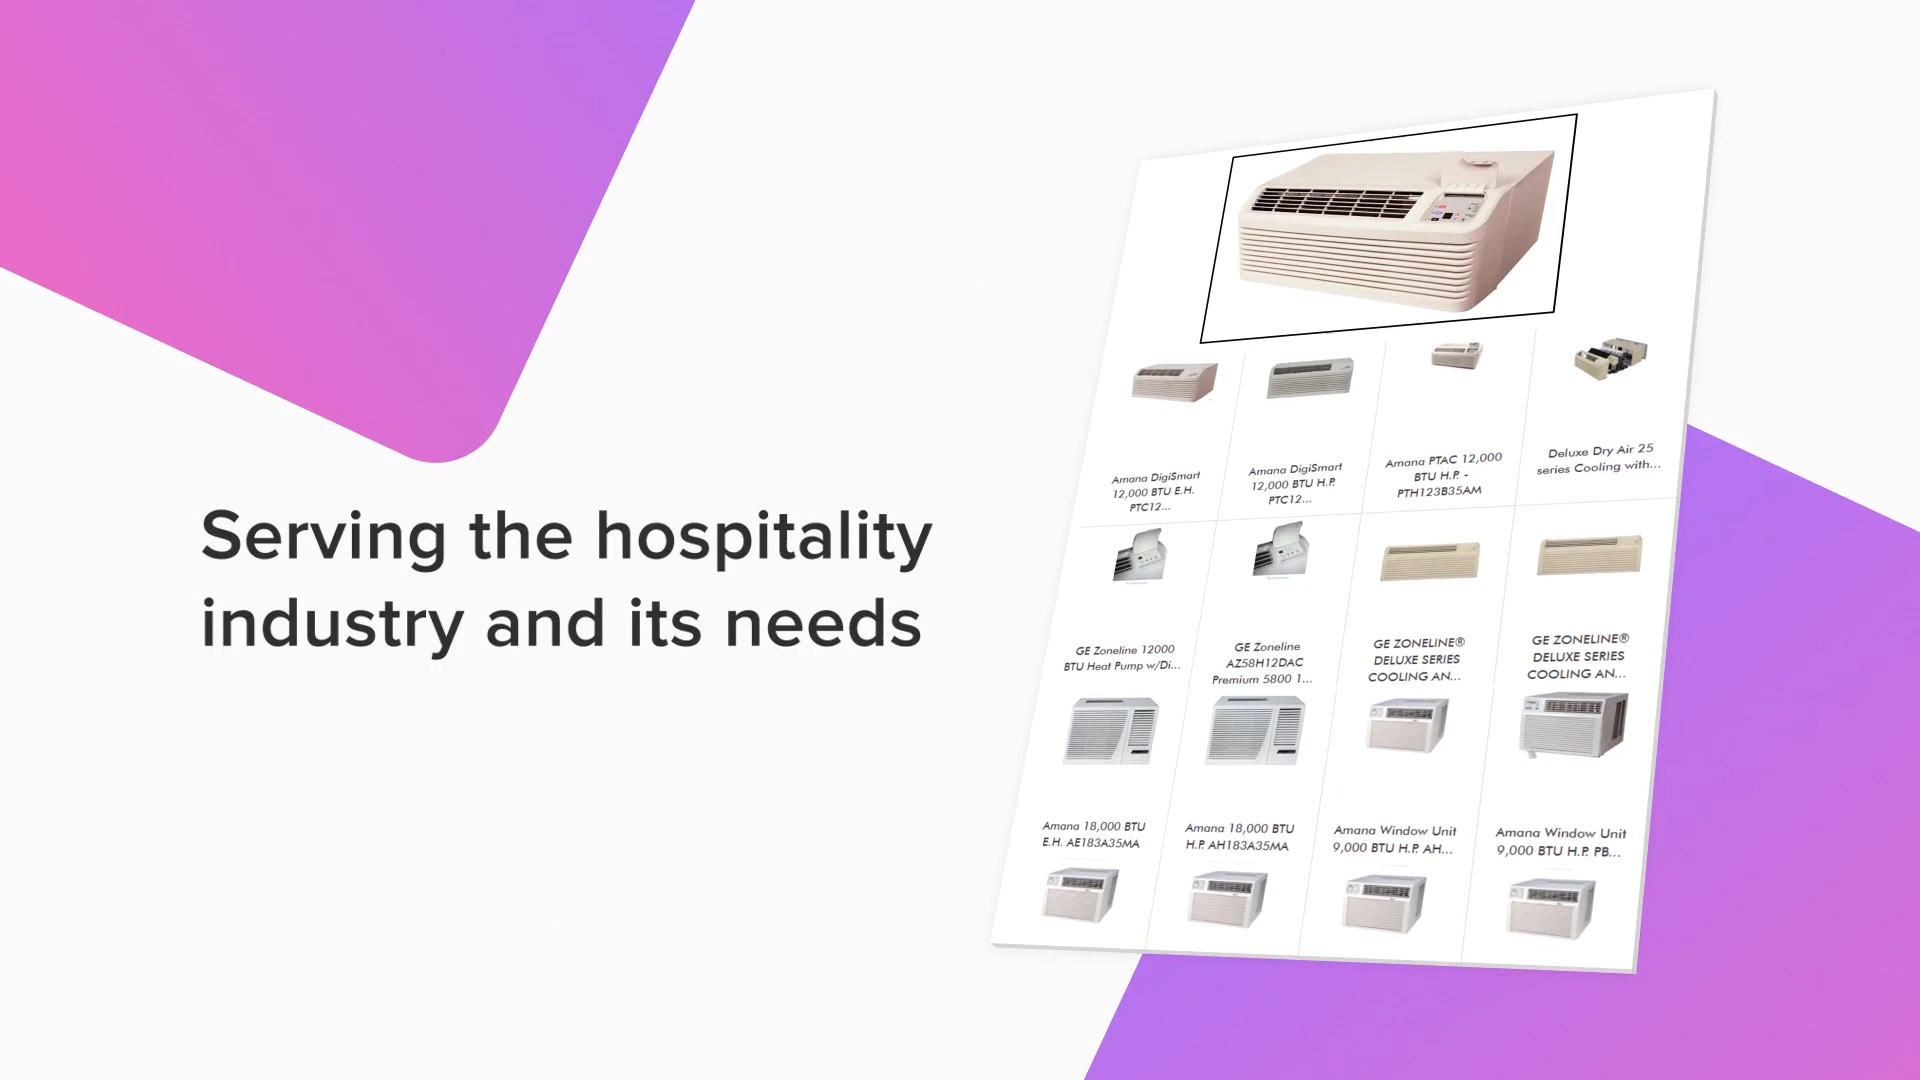 Serving the hospitality
industry and its needs
Amana DigiSmart
12,000 BTU E.H.
PTC12...
Amana DigiSmart
12,000 BTU H.P.
PTC12...
Amana PTAC 12,000
BTU H.P. -
PTH123B35AM
Deluxe Dry Air 25
series Cooling with...
GE Zoneline 12000
BTU Heat Pump w/Di...
GE Zoneline
AZ58H12DAC
Premium 5800 1...
GE ZONELINE®
DELUXE SERIES
COOLING AN...
GE ZONELINE®
DELUXE SERIES
COOLING AN...
Amana 18,000 BTU
E.H. AE183A35MA
Amana 18,000 BTU
H.P. AH183A35MA
Amana Window Unit
9,000 BTU H.P. AH...
Amana Window Unit
9,000 BTU H.P. PB...